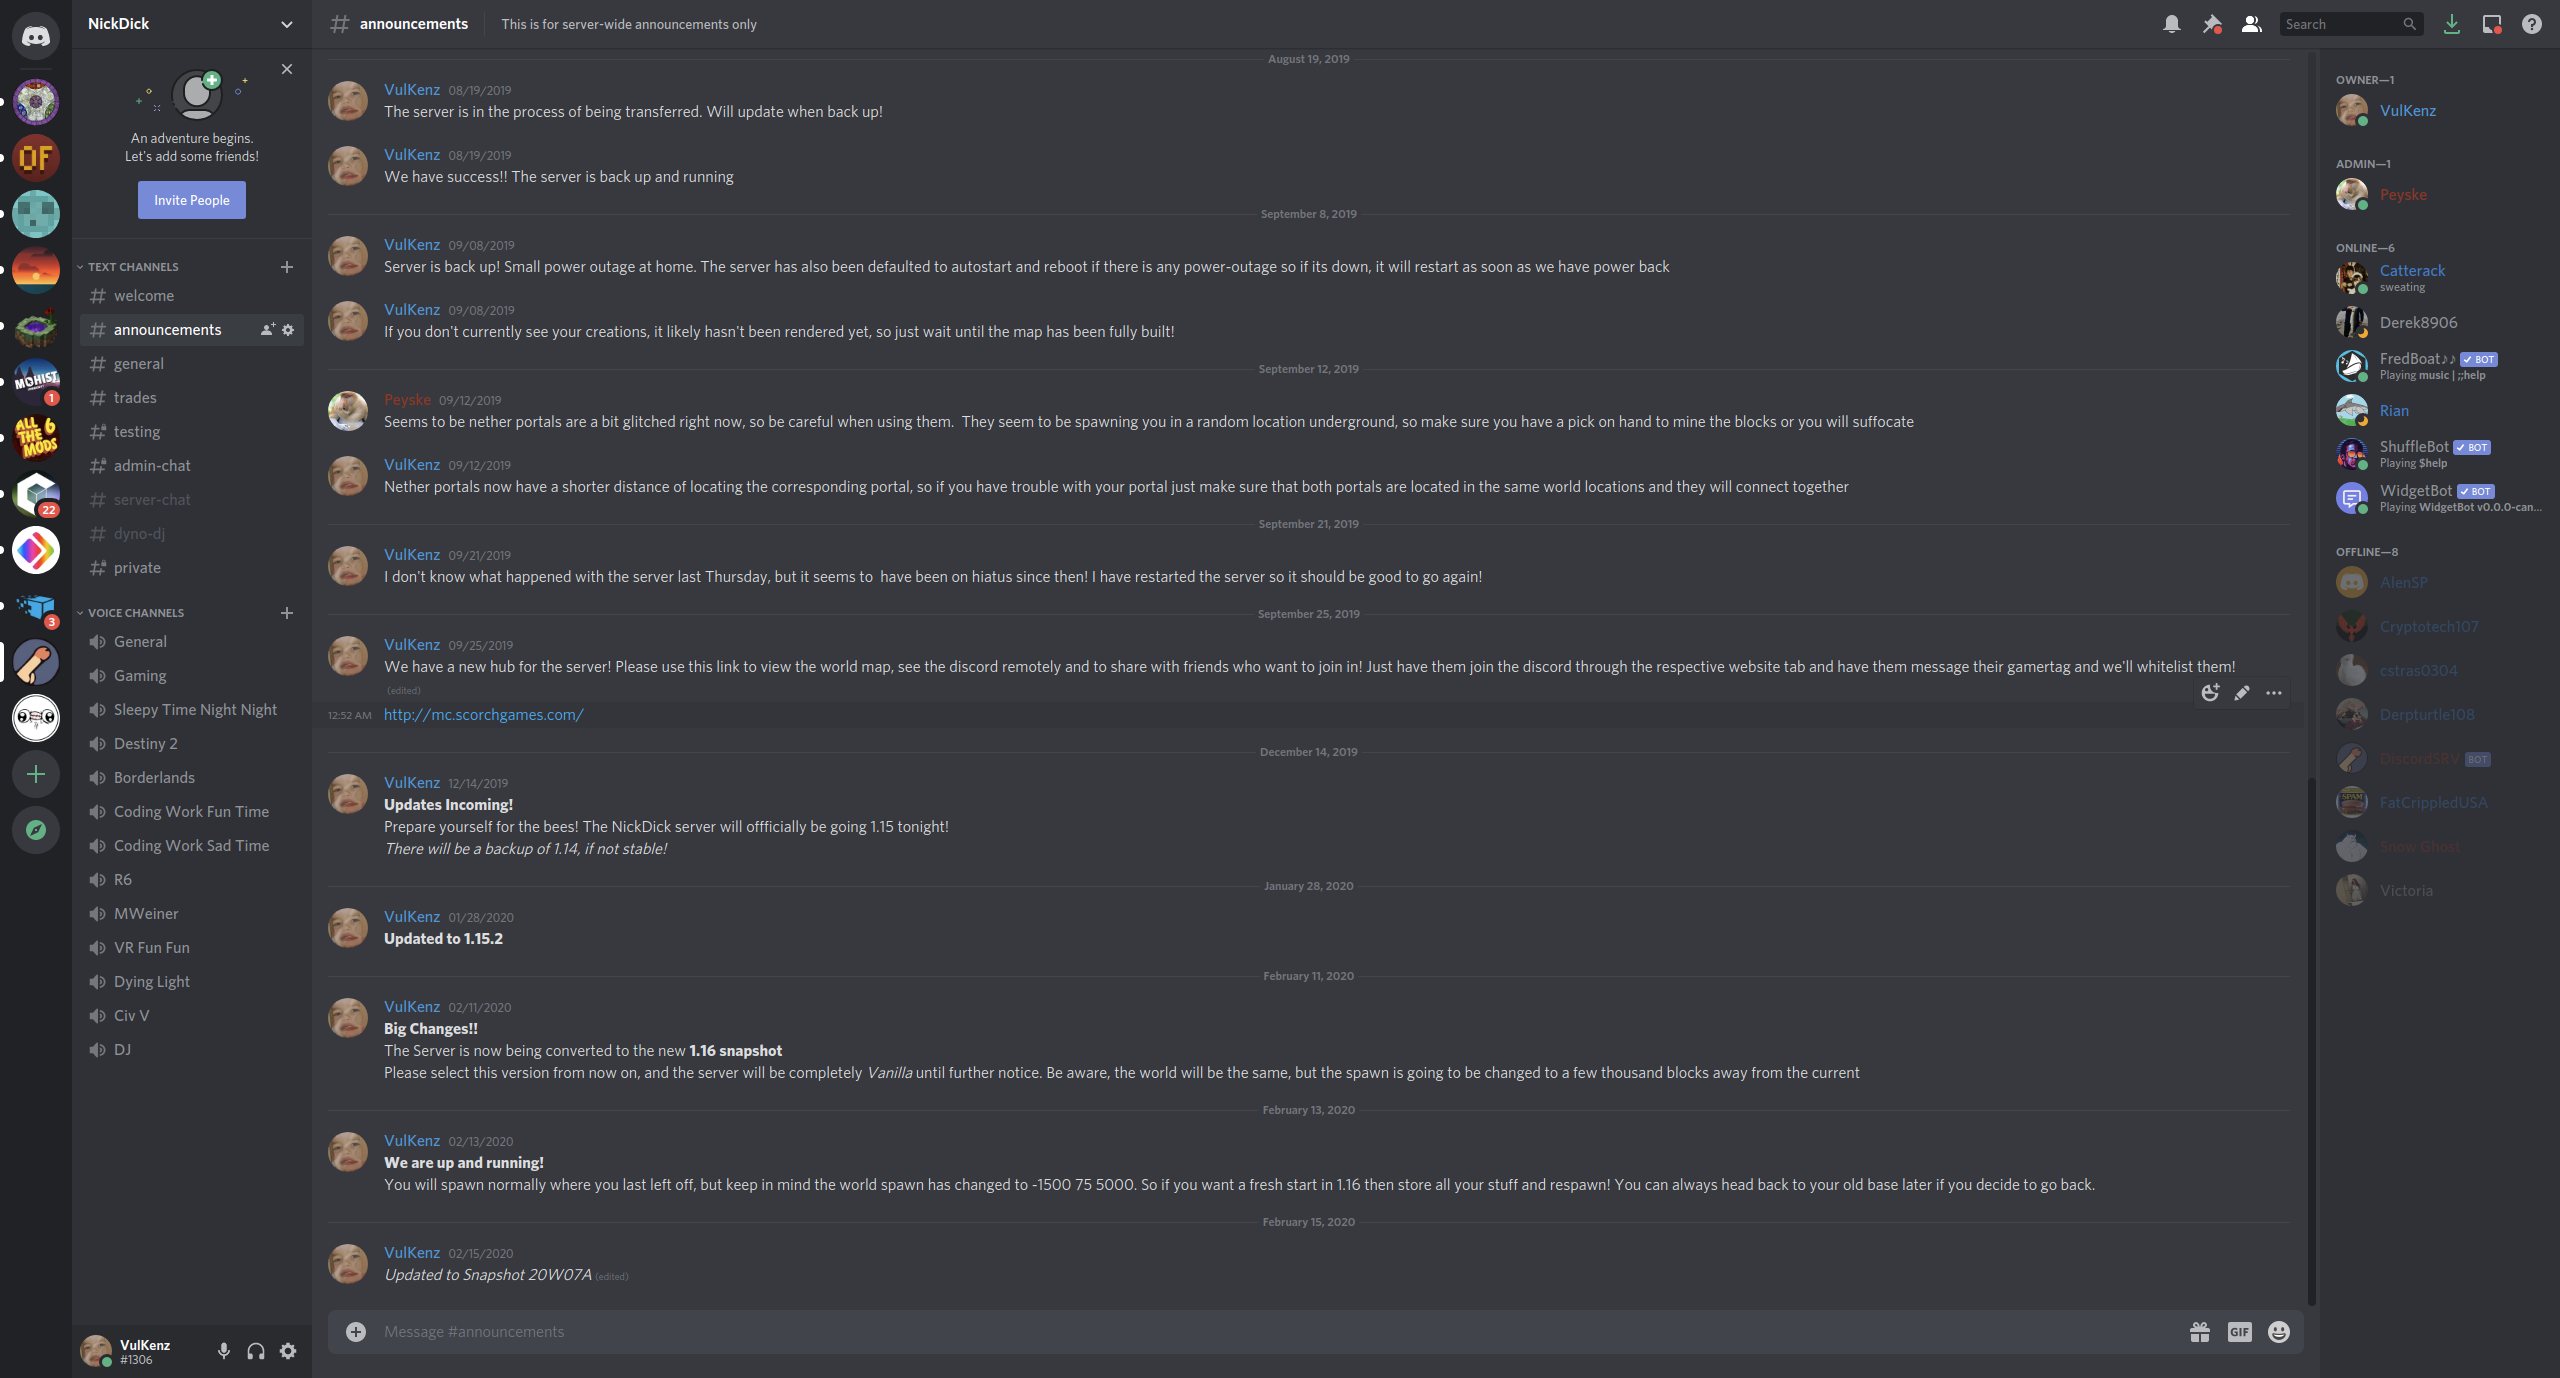 NickDick
An adventure begins.
Let's add some friends!
Invite People
TEXT CHANNELS
welcome
announcements
general
trades
testing
admin-chat
server-chat
dyno-dj
private
VOICE CHANNELS
General
Gaming
Sleepy Time Night Night
Destiny 2
Borderlands
Coding Work Fun Time
Coding Work Sad Time
R6
MWeiner
VR Fun Fun
Dying Light
Civ V
DJ
VulKenz
#1306
OF
MOHIST
1
ALL THE 6 MODS
22
3
# announcements This is for server-wide announcements only
Search
August 19, 2019
VulKenz 08/19/2019
The server is in the process of being transferred. Will update when back up!
VulKenz 08/19/2019
We have success!! The server is back up and running
September 8, 2019
VulKenz 09/08/2019
Server is back up! Small power outage at home. The server has also been defaulted to autostart and reboot if there is any power-outage so if its down, it will restart as soon as we have power back
VulKenz 09/08/2019
If you don't currently see your creations, it likely hasn't been rendered yet, so just wait until the map has been fully built!
September 12, 2019
Peyske 09/12/2019
Seems to be nether portals are a bit glitched right now, so be careful when using them. They seem to be spawning you in a random location underground, so make sure you have a pick on hand to mine the blocks or you will suffocate
VulKenz 09/12/2019
Nether portals now have a shorter distance of locating the corresponding portal, so if you have trouble with your portal just make sure that both portals are located in the same world locations and they will connect together
September 21, 2019
VulKenz 09/21/2019
I don't know what happened with the server last Thursday, but it seems to have been on hiatus since then! I have restarted the server so it should be good to go again!
September 25, 2019
VulKenz 09/25/2019
We have a new hub for the server! Please use this link to view the world map, see the discord remotely and to share with friends who want to join in! Just have them join the discord through the respective website tab and have them message their gamertag and we'll whitelist them!
(edited)
12:52 AM http://mc.scorchgames.com/
December 14, 2019
VulKenz 12/14/2019
Updates Incoming!
Prepare yourself for the bees! The NickDick server will offficially be going 1.15 tonight!
There will be a backup of 1.14, if not stable!
January 28, 2020
VulKenz 01/28/2020
Updated to 1.15.2
February 11, 2020
VulKenz 02/11/2020
Big Changes!!
The Server is now being converted to the new 1.16 snapshot
Please select this version from now on, and the server will be completely Vanilla until further notice. Be aware, the world will be the same, but the spawn is going to be changed to a few thousand blocks away from the current
February 13, 2020
VulKenz 02/13/2020
We are up and running!
You will spawn normally where you last left off, but keep in mind the world spawn has changed to -1500 75 5000. So if you want a fresh start in 1.16 then store all your stuff and respawn! You can always head back to your old base later if you decide to go back.
February 15, 2020
VulKenz 02/15/2020
Updated to Snapshot 20W07A (edited)
Message #announcements
GIF
OWNER—1
VulKenz
ADMIN—1
Peyske
ONLINE—6
Catterack
sweating
Derek8906
FredBoat♪♪ BOT
Playing music | ;;help
Rian
ShuffleBot BOT
Playing $help
WidgetBot BOT
Playing WidgetBot v0.0.0-can...
OFFLINE—8
AlenSP
Cryptotech107
cstras0304
Derpturtle108
DiscordSRV BOT
FatCrippledUSA
Snow Ghost
Victoria